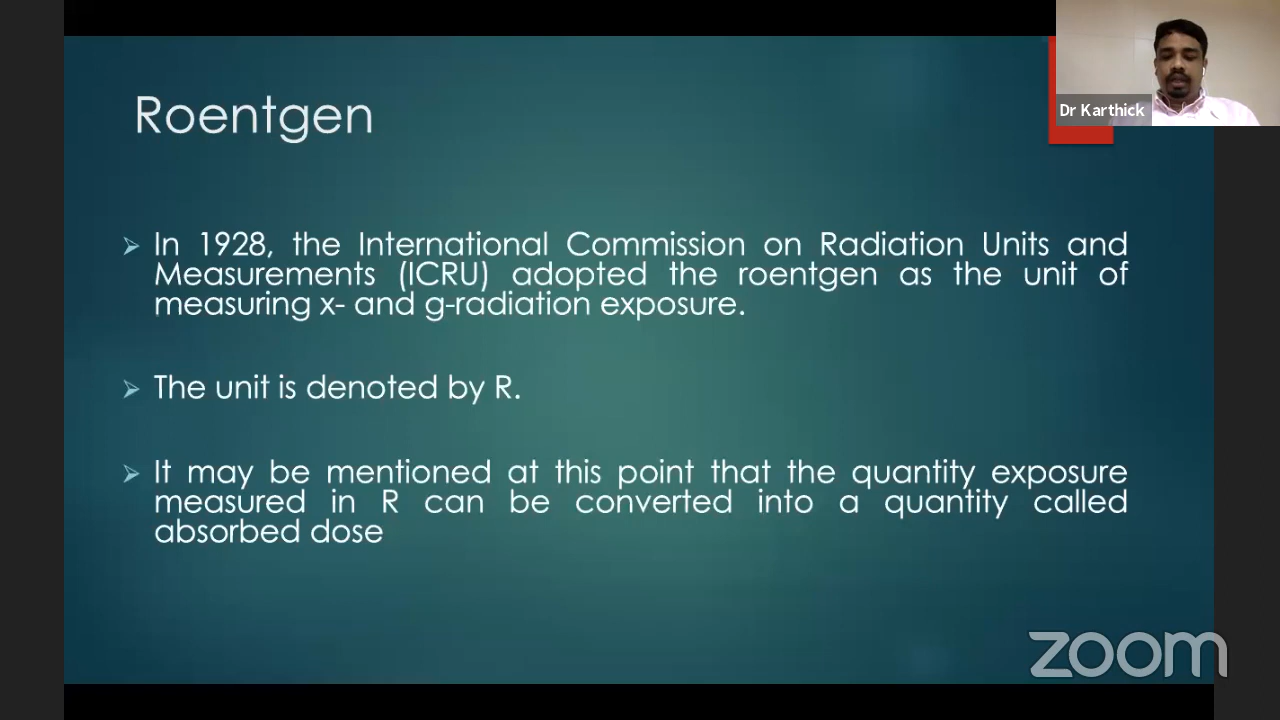 Roentgen
Dr Karthick
➢ In 1928, the International Commission on Radiation Units and
Measurements (ICRU) adopted the roentgen as the unit of
measuring x- and g-radiation exposure.
➢ The unit is denoted by R.
➢ It may be mentioned at this point that the quantity exposure
measured in R can be converted into a quantity called
absorbed dose
zoom